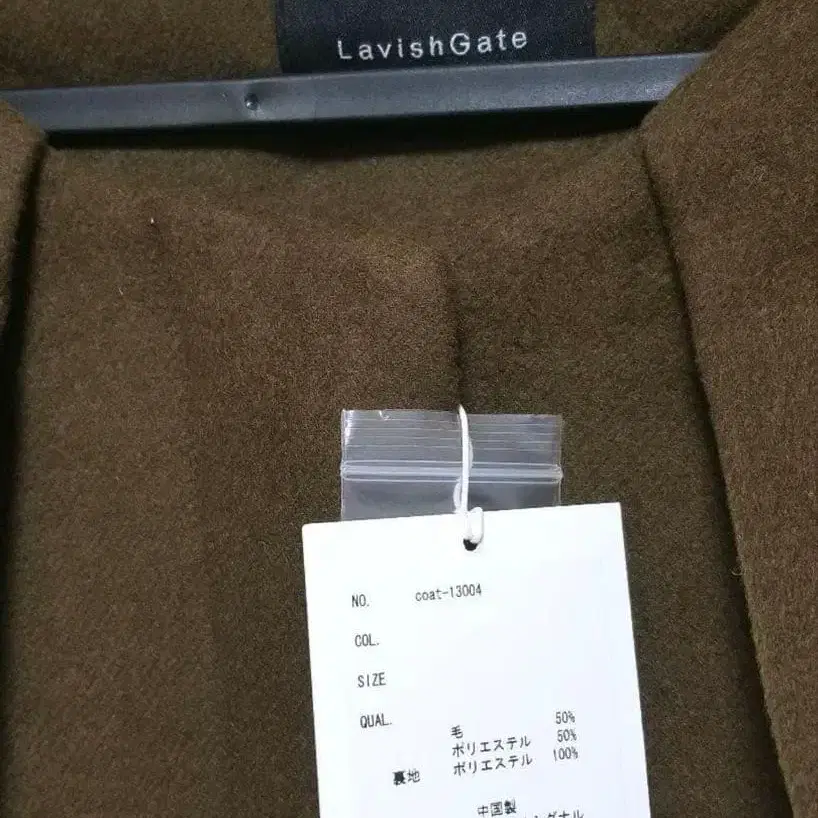 LavishGate
NO. coat-13004
COL.
SIZE
QUAL.
毛 50%
ポリエステル 50%
裏地 ポリエステル 100%
中国製